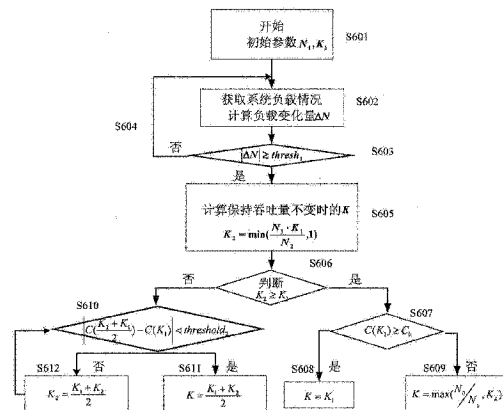 开始
初始参数 N₁,K₁
S601
获取系统负载情况
计算负载变化量ΔN
S602
S604
否
|ΔN| ≥ thresh₁
S603
是
计算保持吞吐量不变时的K
K₂ = min(N₁·K₁/N₂,1)
S605
S606
否
判断
K₂ ≥ K₁
是
S610
|C(K₁+K₂/2) − C(K₁)| < threshold₂
S607
C(K₁) ≥ C₀
S612
否
S611
是
S608
是
S609
否
K₂ = K₁+K₂/2
K = K₁+K₂/2
K = K₁
K = max(